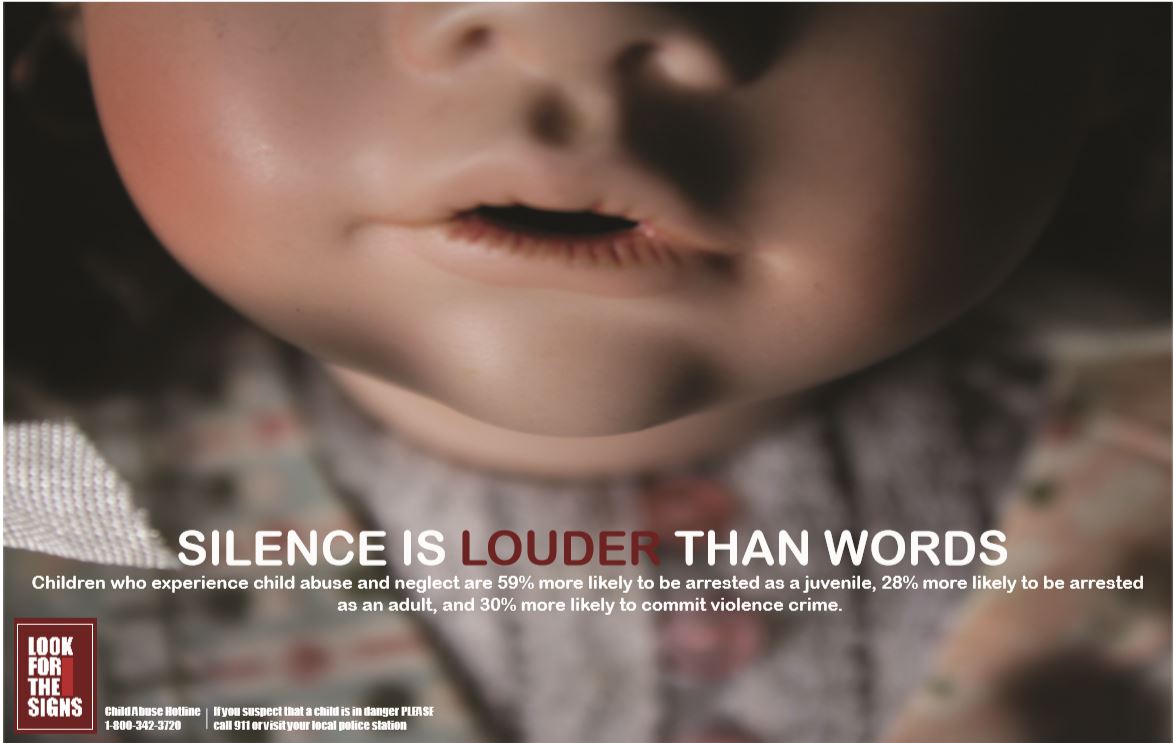 SILENCE IS LOUDER THAN WORDS
Children who experience child abuse and neglect are 59% more likely to be arrested as a juvenile, 28% more likely to be arrested
as an adult, and 30% more likely to commit violence crime.
LOOK
FOR
THE
SIGNS
Child Abuse Hotline
1-800-342-3720
If you suspect that a child is in danger PLEASE
call 911 or visit your local police station